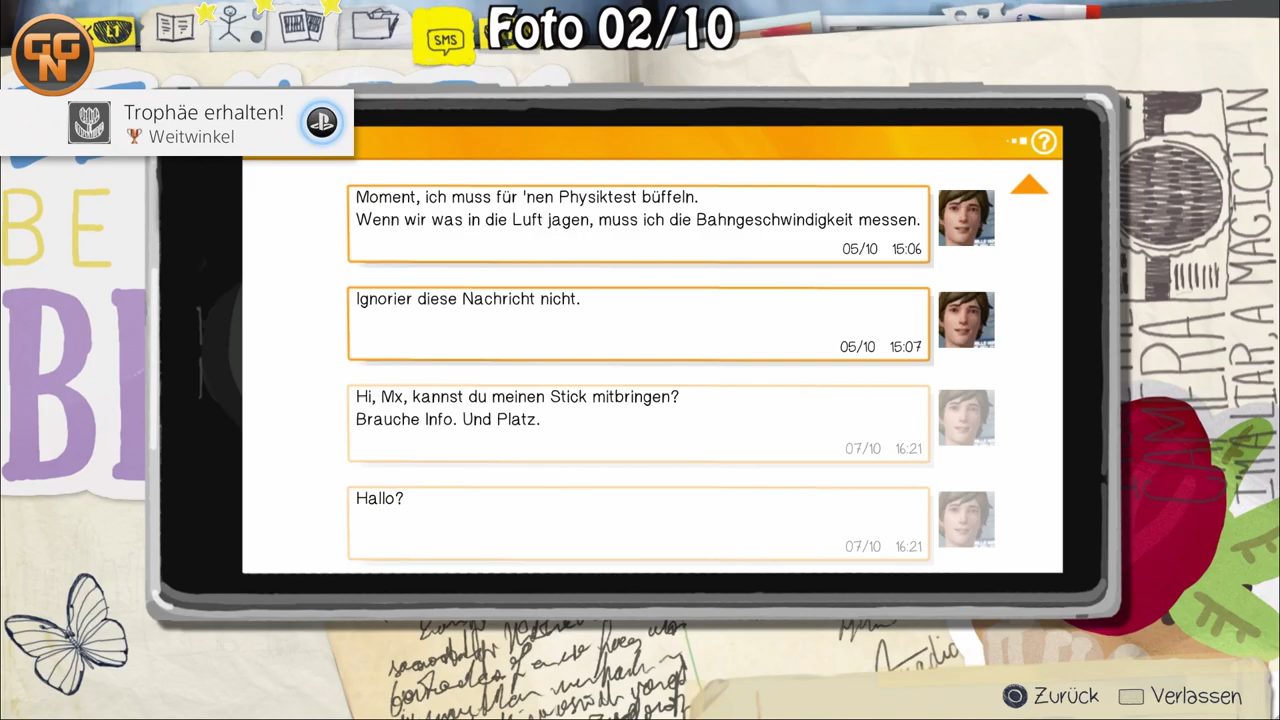 Foto 02/10
SMS
GGN
Trophäe erhalten!
Weitwinkel
?
Moment, ich muss für 'nen Physiktest büffeln.
Wenn wir was in die Luft jagen, muss ich die Bahngeschwindigkeit messen.
05/10 15:06
Ignorier diese Nachricht nicht.
05/10 15:07
Hi, Mx, kannst du meinen Stick mitbringen?
Brauche Info. Und Platz.
07/10 16:21
Hallo?
07/10 16:21
BE
Zurück
Verlassen